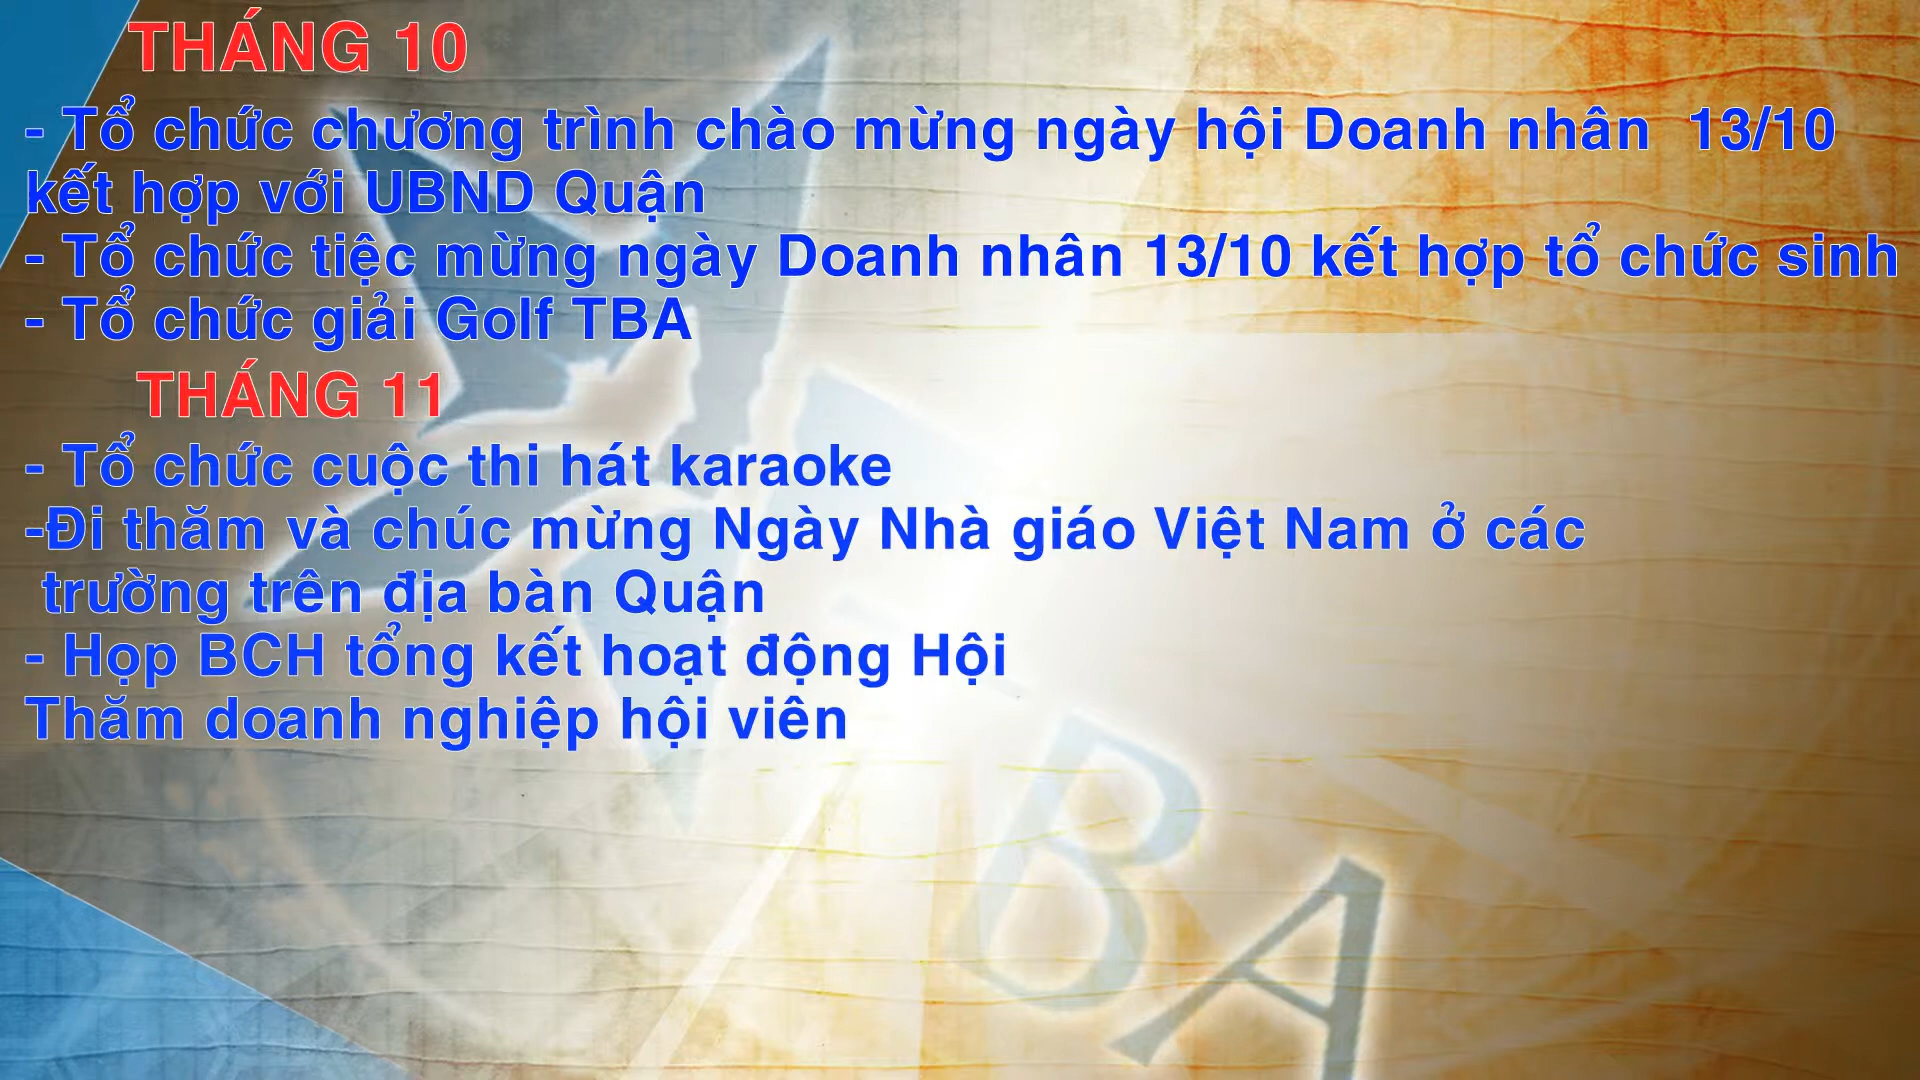 THÁNG 10
- Tổ chức chương trình chào mừng ngày hội Doanh nhân  13/10
kết hợp với UBND Quận
- Tổ chức tiệc mừng ngày Doanh nhân 13/10 kết hợp tổ chức sinh
- Tổ chức giải Golf TBA
THÁNG 11
- Tổ chức cuộc thi hát karaoke
-Đi thăm và chúc mừng Ngày Nhà giáo Việt Nam ở các
trường trên địa bàn Quận
- Họp BCH tổng kết hoạt động Hội
Thăm doanh nghiệp hội viên
BA